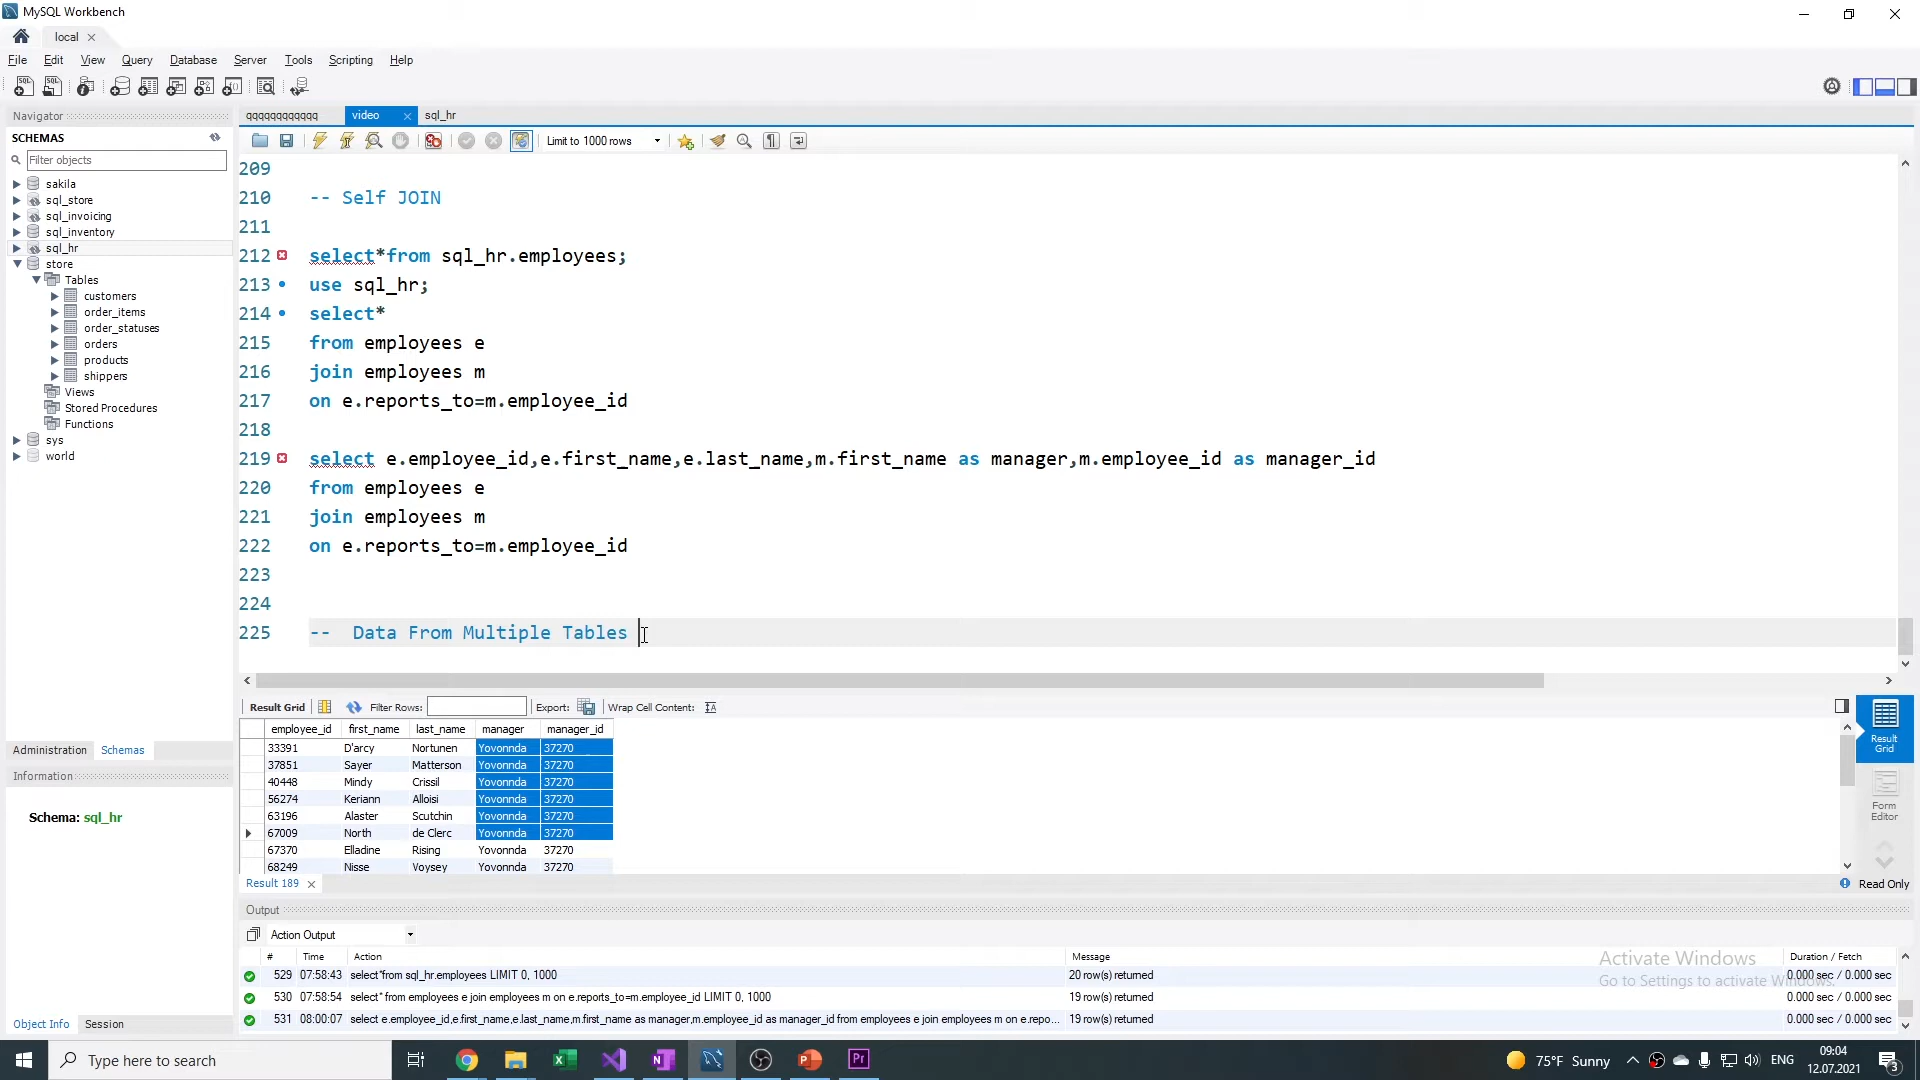 MySQL Workbench
local
File Edit View Query Database Server Tools Scripting Help
Navigator
SCHEMAS
Filter objects
sakila
sql_store
sql_invoicing
sql_inventory
sql_hr
store
Tables
customers
order_items
order_statuses
orders
products
shippers
Views
Stored Procedures
Functions
sys
world
Administration Schemas
Information
Schema: sql_hr
Object Info Session
qqqqqqqqqqqq video sql_hr
Limit to 1000 rows
209
210 -- Self JOIN
211
212 select*from sql_hr.employees;
213 use sql_hr;
214 select*
215 from employees e
216 join employees m
217 on e.reports_to=m.employee_id
218
219 select e.employee_id,e.first_name,e.last_name,m.first_name as manager,m.employee_id as manager_id
220 from employees e
221 join employees m
222 on e.reports_to=m.employee_id
223
224
225 --  Data From Multiple Tables
Result Grid Filter Rows: Export: Wrap Cell Content:
employee_id first_name last_name manager manager_id
33391 D'arcy Nortunen Yovonnda 37270
37851 Sayer Matterson Yovonnda 37270
40448 Mindy Crissil Yovonnda 37270
56274 Keriann Alloisi Yovonnda 37270
63196 Alaster Scutchin Yovonnda 37270
67009 North de Clerc Yovonnda 37270
67370 Elladine Rising Yovonnda 37270
68249 Nisse Voysey Yovonnda 37270
Result
Grid
Form
Editor
Result 189
Read Only
Output
Action Output
# Time Action Message Duration / Fetch
529 07:58:43 select*from sql_hr.employees LIMIT 0, 1000 20 row(s) returned 0.000 sec / 0.000 sec
530 07:58:54 select* from employees e join employees m on e.reports_to=m.employee_id LIMIT 0, 1000 19 row(s) returned 0.000 sec / 0.000 sec
531 08:00:07 select e.employee_id,e.first_name,e.last_name,m.first_name as manager,m.employee_id as manager_id from employees e join employees m on e.repo... 19 row(s) returned 0.000 sec / 0.000 sec
Activate Windows
Go to Settings to activate Windows.
Type here to search
75°F Sunny
ENG
09:04
12.07.2021
3